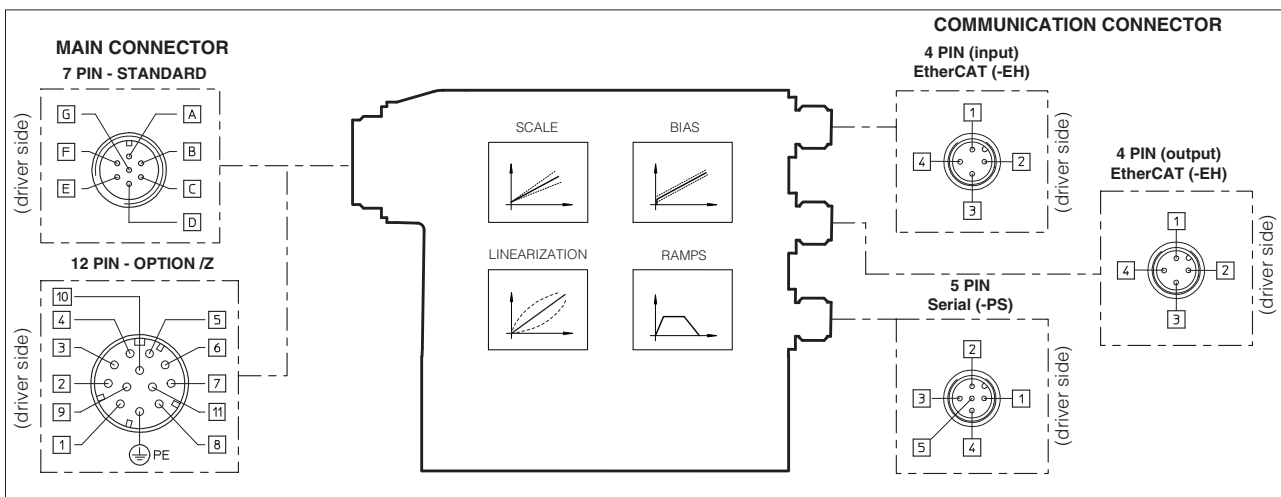 MAIN CONNECTOR
7 PIN - STANDARD
(driver side)
G
A
F
B
E
C
D
12 PIN - OPTION /Z
(driver side)
10
4
5
3
6
2
7
9
11
1
8
PE
SCALE
BIAS
LINEARIZATION
RAMPS
COMMUNICATION CONNECTOR
4 PIN (input)
EtherCAT (-EH)
1
4
2
3
(driver side)
4 PIN (output)
EtherCAT (-EH)
1
4
2
3
(driver side)
5 PIN
Serial (-PS)
2
3
1
5
4
(driver side)